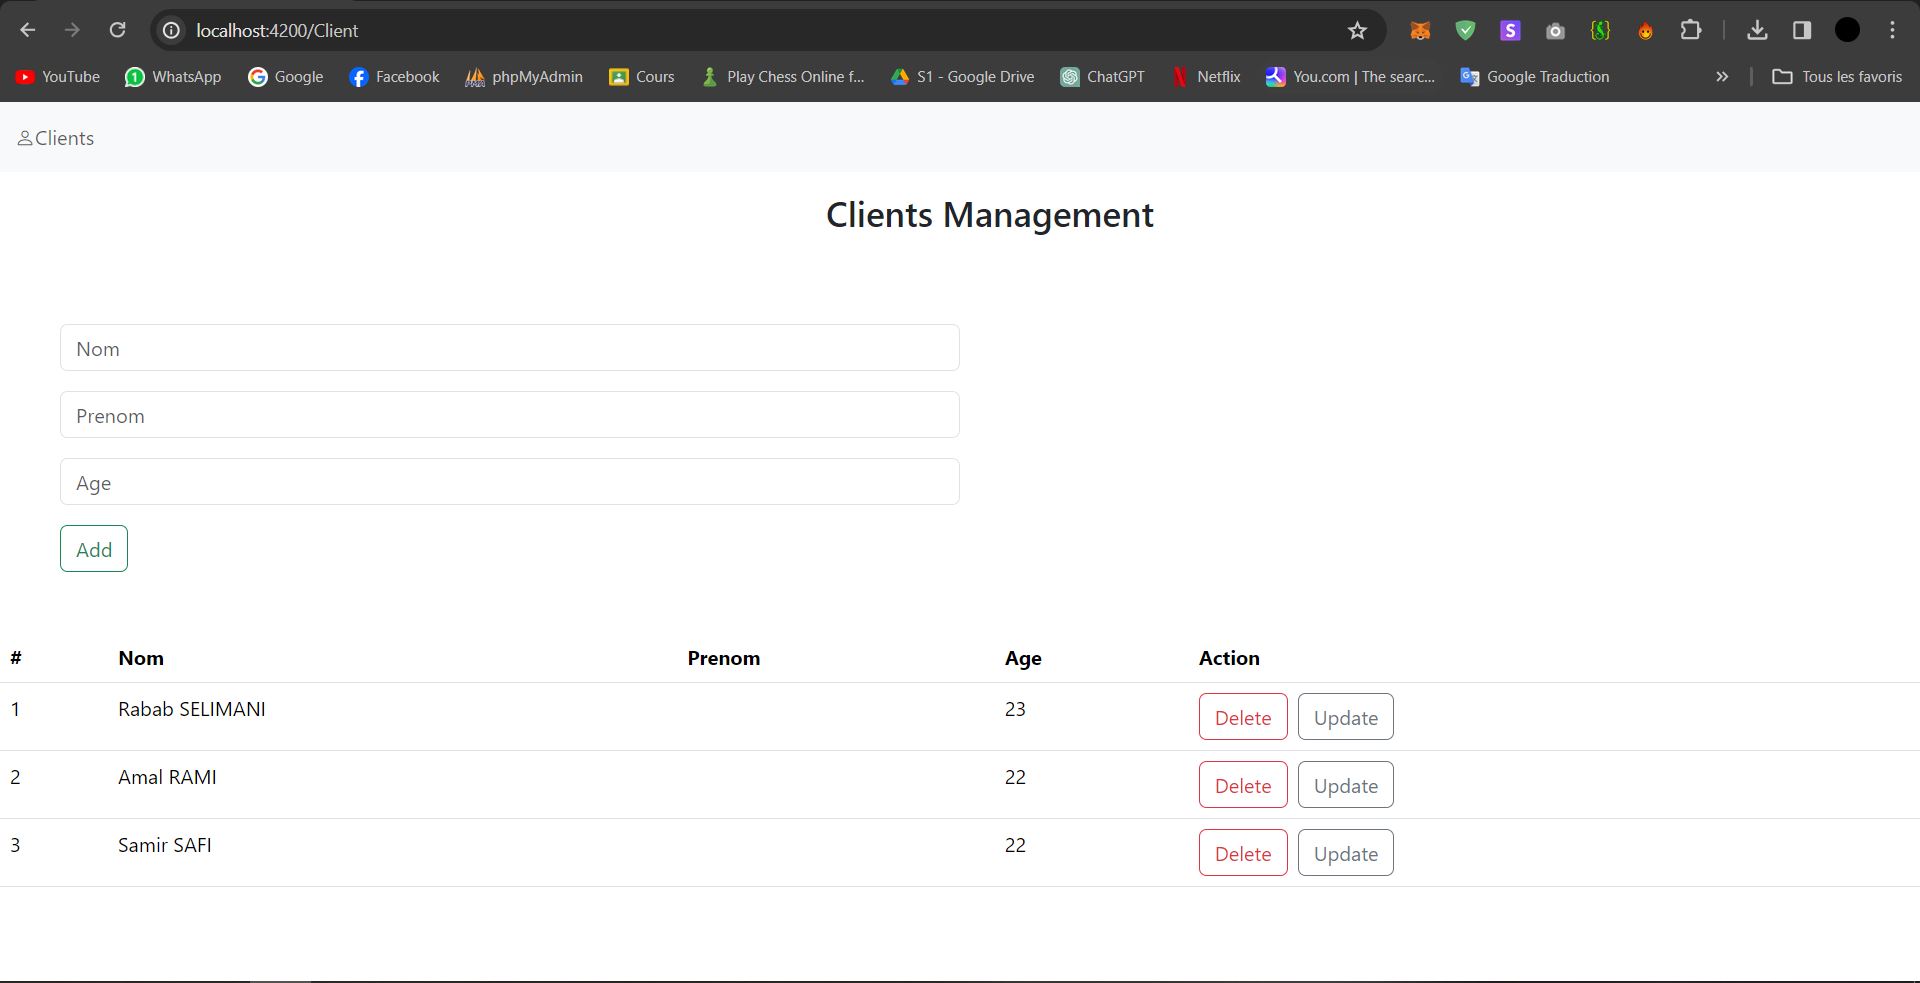 localhost:4200/Client
YouTube WhatsApp Google Facebook phpMyAdmin Cours Play Chess Online f... S1 - Google Drive ChatGPT Netflix You.com | The searc... Google Traduction » Tous les favoris
Clients
Clients Management
Nom
Prenom
Age
Add
# Nom Prenom Age Action
1 Rabab SELIMANI 23 Delete Update
2 Amal RAMI 22 Delete Update
3 Samir SAFI 22 Delete Update